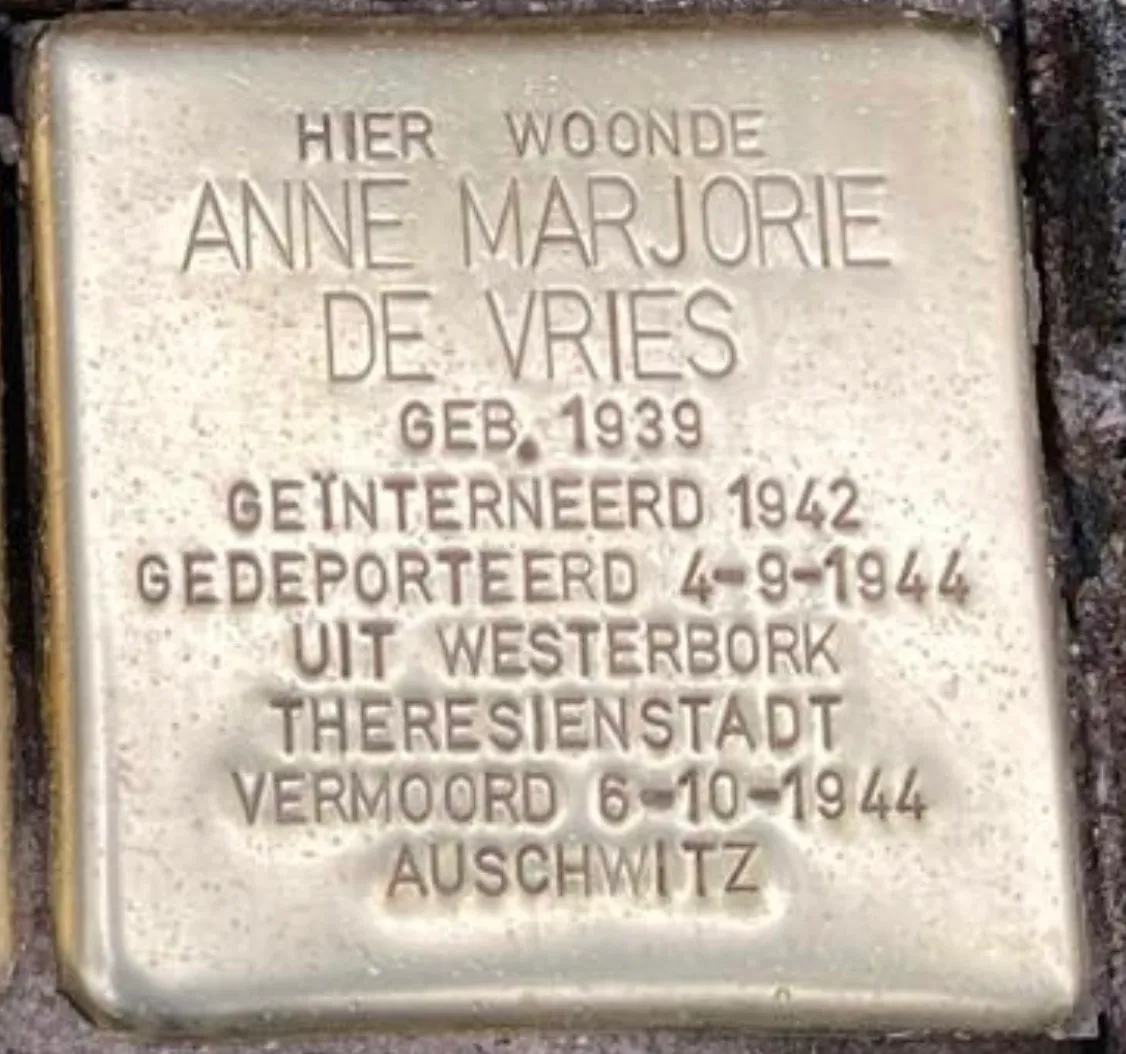 HIER WOONDE
ANNE MARJORIE
DE VRIES
GEB. 1939
GEÏNTERNEERD 1942
GEDEPORTEERD 4-9-1944
UIT WESTERBORK
THERESIENSTADT
VERMOORD 6-10-1944
AUSCHWITZ